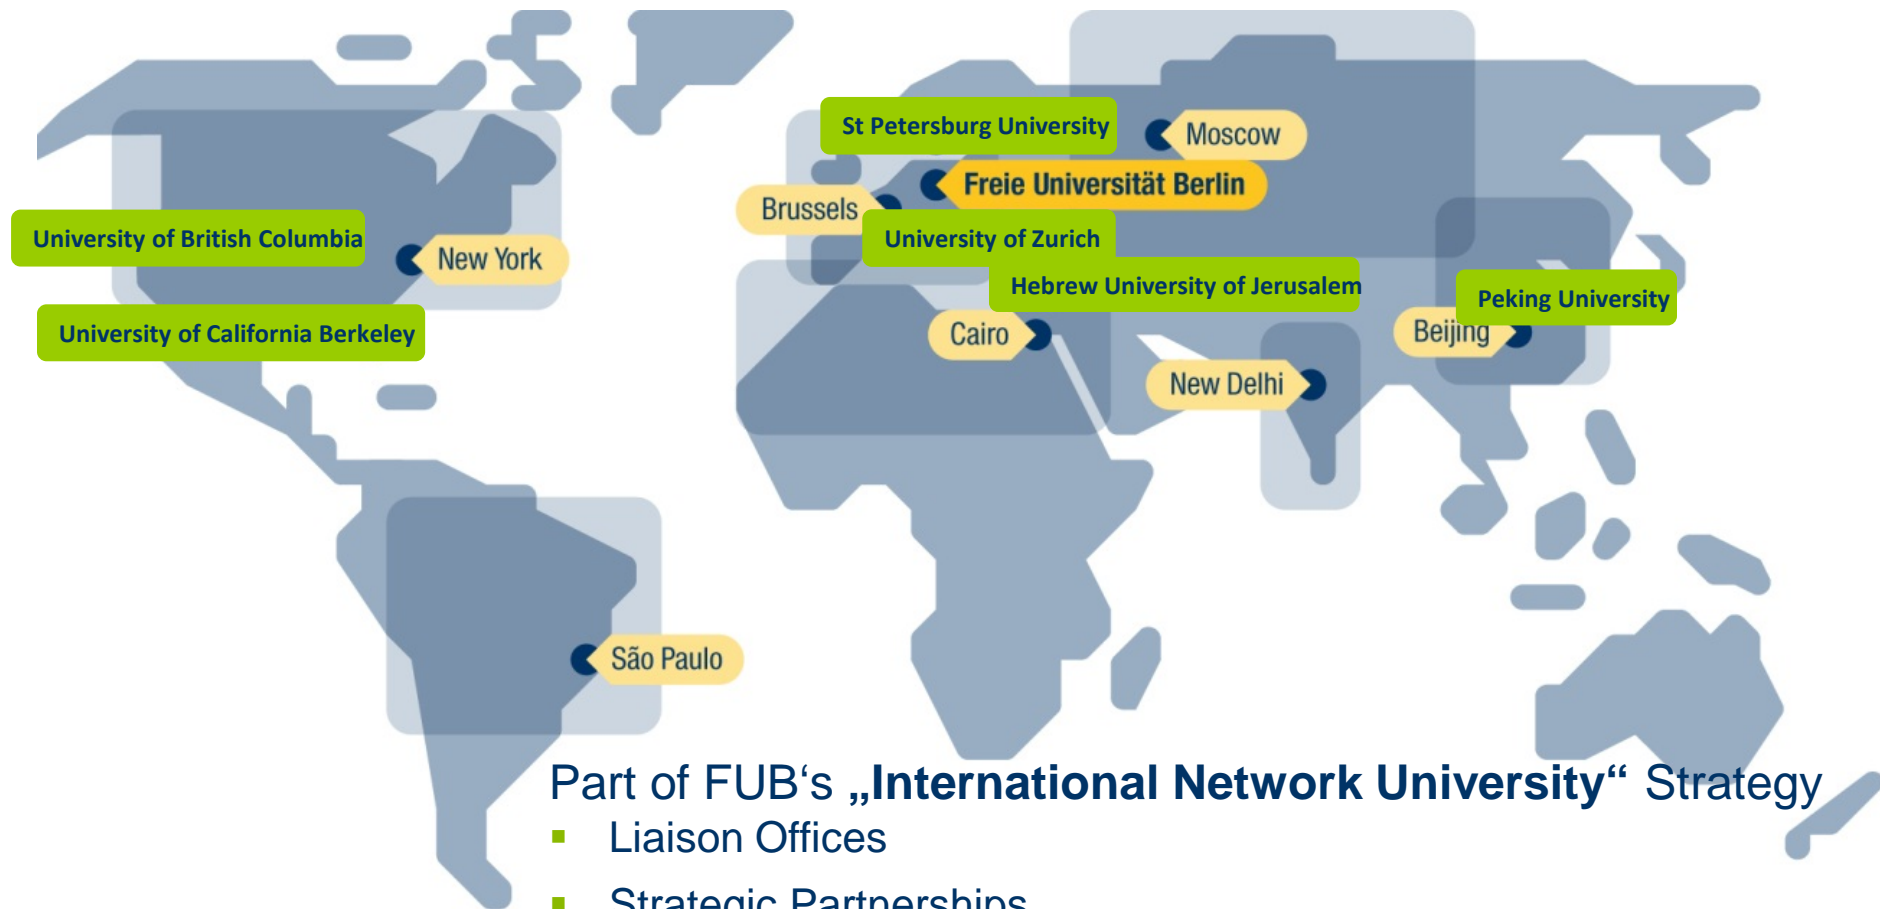 St Petersburg University
Moscow
Freie Universität Berlin
Brussels
University of British Columbia
University of Zurich
New York
Hebrew University of Jerusalem
Peking University
University of California Berkeley
Cairo
Beijing
New Delhi
São Paulo
Part of FUB‘s „International Network University“ Strategy
▪ Liaison Offices
▪ Strategic Partnerships